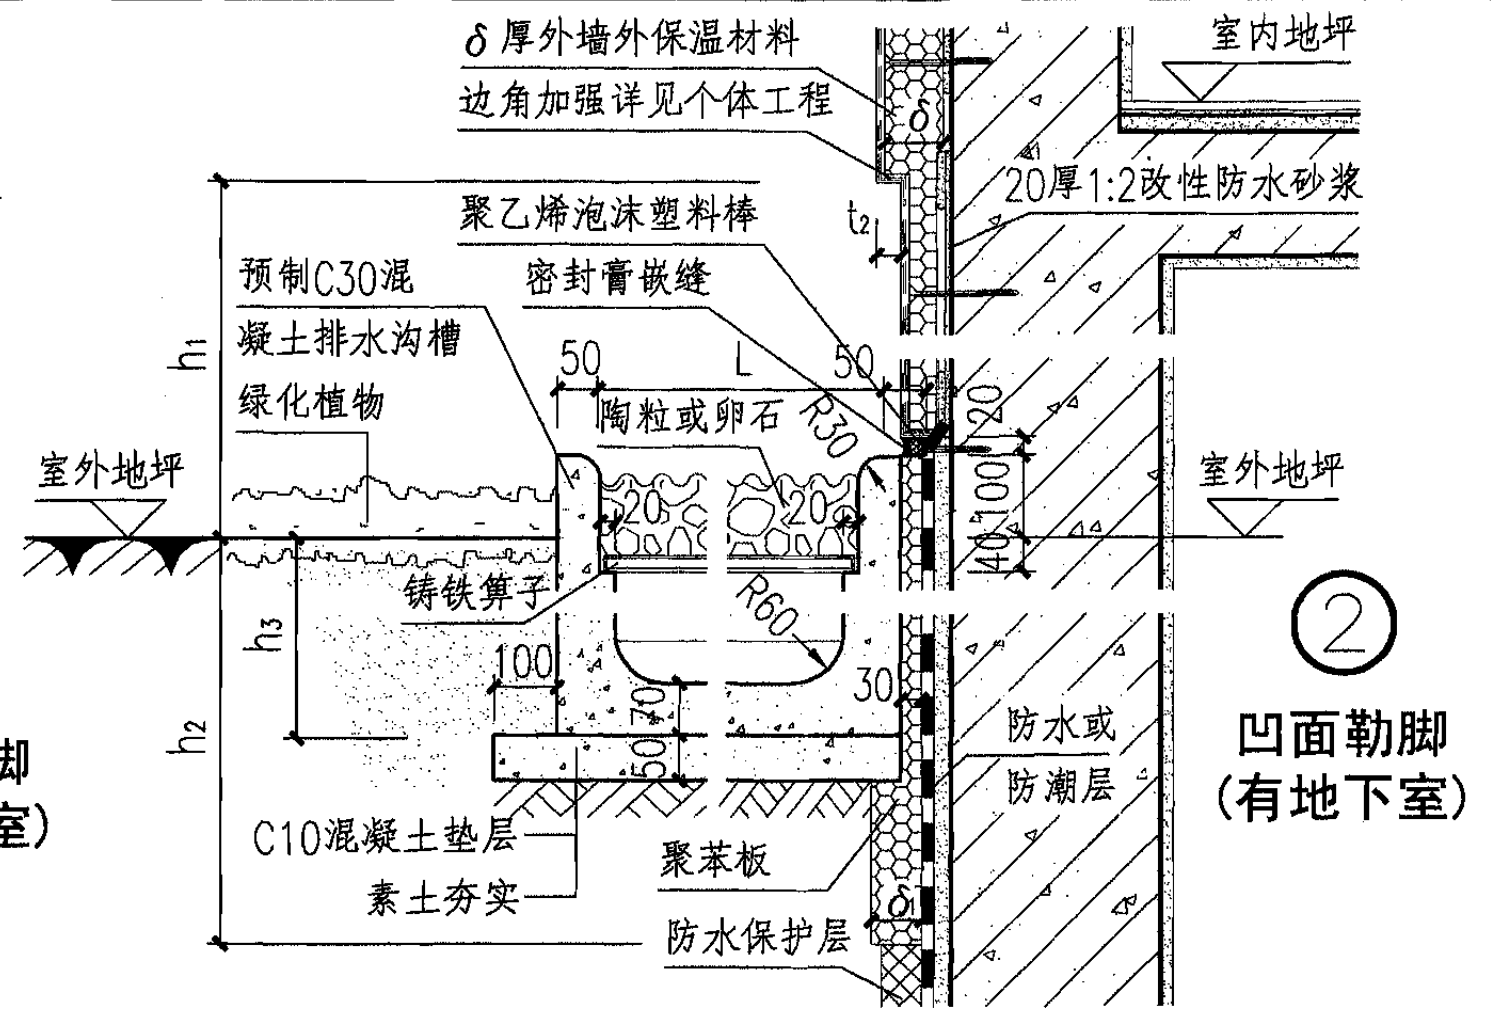 δ厚外墙外保温材料
边角加强详见个体工程
室内地坪
δ
20厚1:2改性防水砂浆
聚乙烯泡沫塑料棒
t2
预制C30混
密封膏嵌缝
凝土排水沟槽
h1
50
L
50
绿化植物
陶粒或卵石
R30
20
室外地坪
室外地坪
20
20
100
40
铸铁箅子
R60
h3
2
100
30
70
50
h2
防水或
防潮层
凹面勒脚
(有地下室)
脚
室)
C10混凝土垫层
素土夯实
聚苯板
δ1
防水保护层